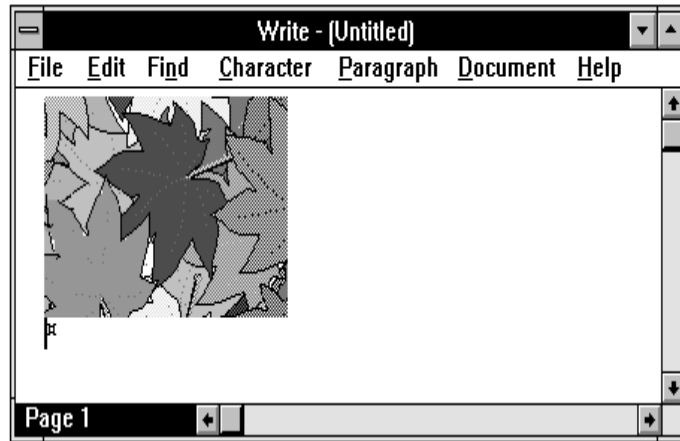 Write - (Untitled)
File Edit Find Character Paragraph Document Help
¤
Page 1